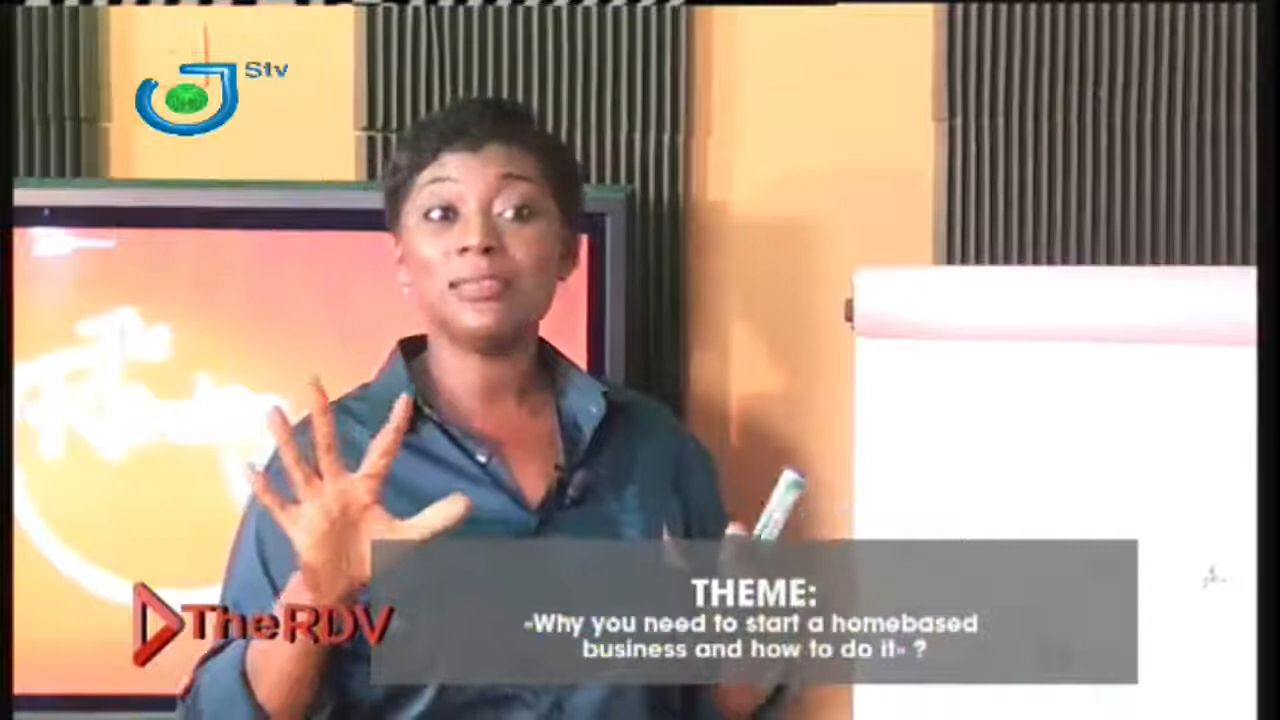 Stv
THEME:
«Why you need to start a homebased
business and how to do it» ?
TheRDV